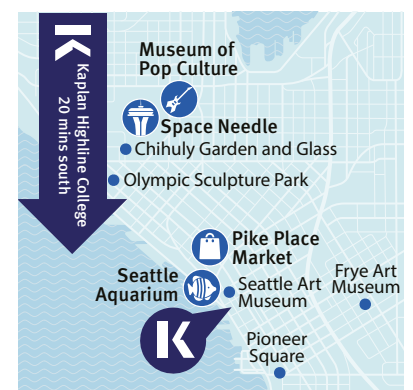 K
Kaplan Highline College
20 mins south
Museum of
Pop Culture
Space Needle
Chihuly Garden and Glass
Olympic Sculpture Park
Pike Place
Market
Seattle
Aquarium
Seattle Art
Museum
Frye Art
Museum
K
Pioneer
Square